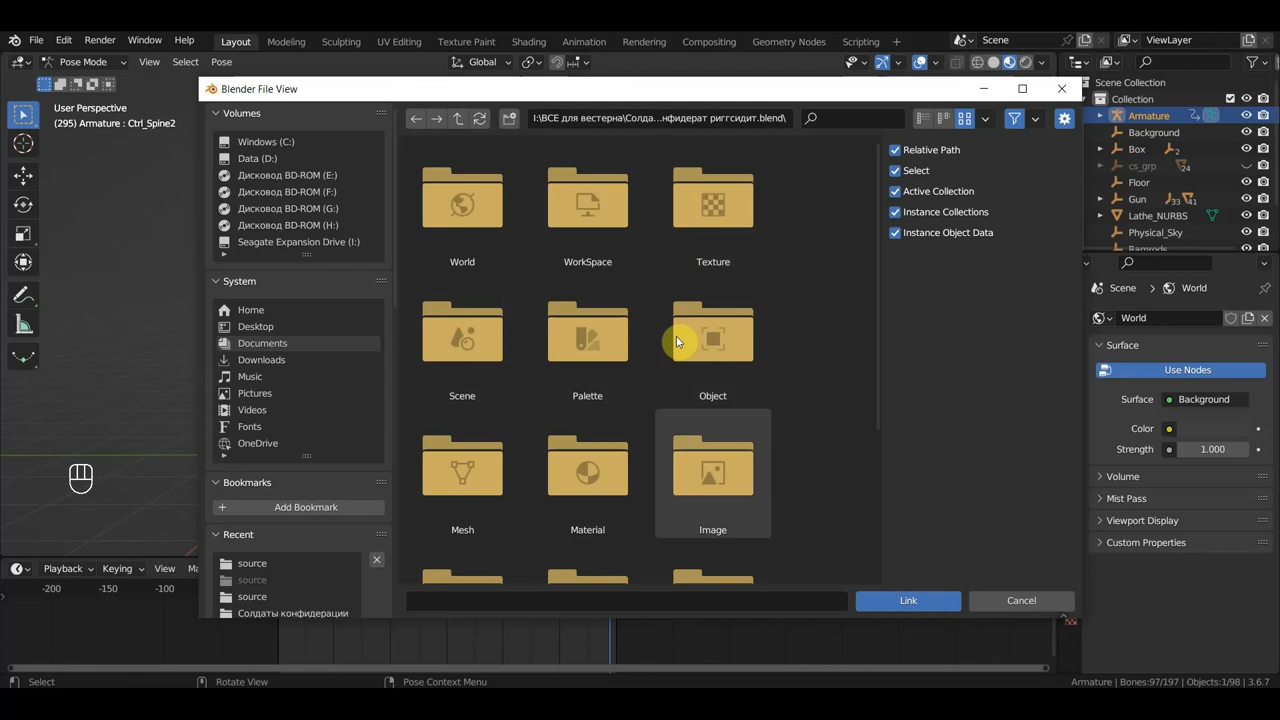 File Edit Render Window Help Layout Modeling Sculpting UV Editing Texture Paint Shading Animation Rendering Compositing Geometry Nodes Scripting + Scene ViewLayer
Pose Mode View Select Pose Global
Blender File View
User Perspective
(295) Armature : Ctrl_Spine2
Volumes
Windows (C:)
Data (D:)
Дисковод BD-ROM (E:)
Дисковод BD-ROM (F:)
Дисковод BD-ROM (G:)
Дисковод BD-ROM (H:)
Seagate Expansion Drive (I:)
System
Home
Desktop
Documents
Downloads
Music
Pictures
Videos
Fonts
OneDrive
Bookmarks
Add Bookmark
Recent
source
source
source
Солдаты конфидерации
I:\ВСЕ для вестерна\Солда...нфидерат риггсидит.blend\
World WorkSpace Texture
Scene Palette Object
Mesh Material Image
Relative Path
Select
Active Collection
Instance Collections
Instance Object Data
Link Cancel
Scene Collection
Collection
Armature
Background
Box 2
cs_grp 24
Floor
Gun 33 41
Lathe_NURBS
Physical_Sky
Scene > World
World
Surface
Use Nodes
Surface Background
Color
Strength 1.000
Volume
Mist Pass
Viewport Display
Custom Properties
Playback Keying View
-200 -150 -100
Select Rotate View Pose Context Menu Armature | Bones:97/197 | Objects:1/98 | 3.6.7